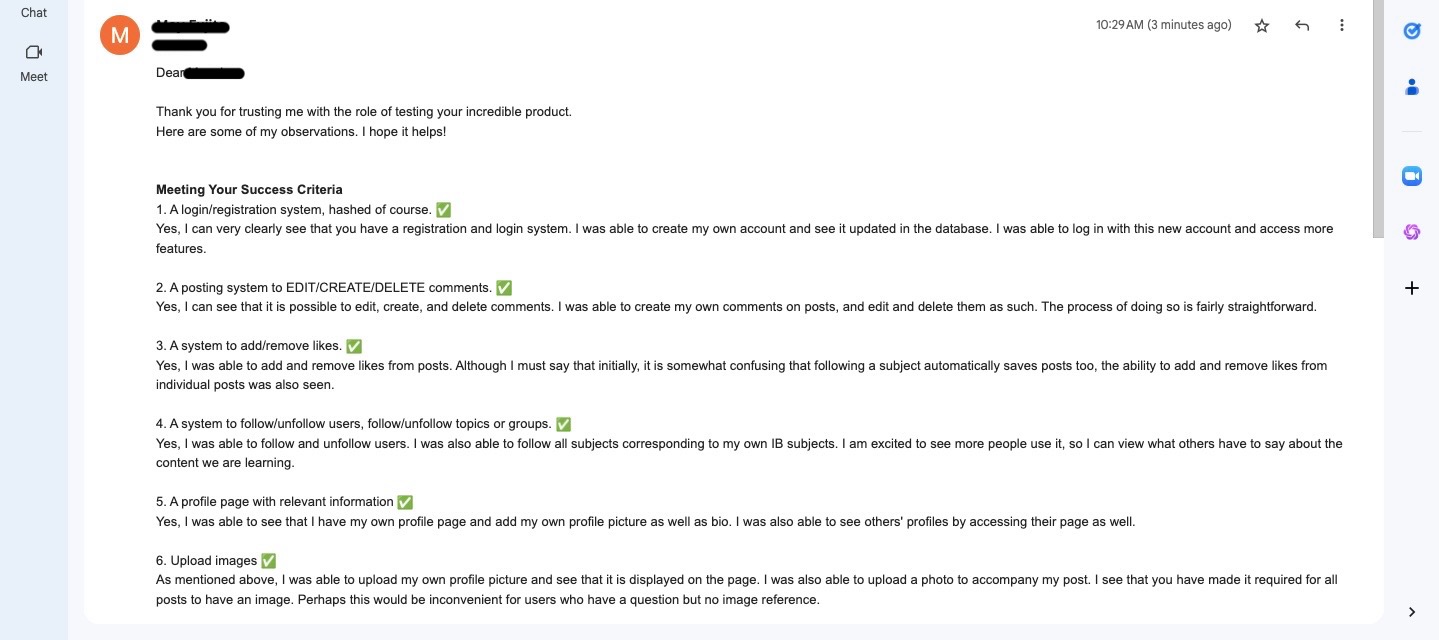 Chat
Meet
M
10:29 AM (3 minutes ago)
Dear
Thank you for trusting me with the role of testing your incredible product.
Here are some of my observations. I hope it helps!
Meeting Your Success Criteria
1. A login/registration system, hashed of course. ✅
Yes, I can very clearly see that you have a registration and login system. I was able to create my own account and see it updated in the database. I was able to log in with this new account and access more
features.
2. A posting system to EDIT/CREATE/DELETE comments. ✅
Yes, I can see that it is possible to edit, create, and delete comments. I was able to create my own comments on posts, and edit and delete them as such. The process of doing so is fairly straightforward.
3. A system to add/remove likes. ✅
Yes, I was able to add and remove likes from posts. Although I must say that initially, it is somewhat confusing that following a subject automatically saves posts too, the ability to add and remove likes from
individual posts was also seen.
4. A system to follow/unfollow users, follow/unfollow topics or groups. ✅
Yes, I was able to follow and unfollow users. I was also able to follow all subjects corresponding to my own IB subjects. I am excited to see more people use it, so I can view what others have to say about the
content we are learning.
5. A profile page with relevant information ✅
Yes, I was able to see that I have my own profile page and add my own profile picture as well as bio. I was also able to see others' profiles by accessing their page as well.
6. Upload images ✅
As mentioned above, I was able to upload my own profile picture and see that it is displayed on the page. I was also able to upload a photo to accompany my post. I see that you have made it required for all
posts to have an image. Perhaps this would be inconvenient for users who have a question but no image reference.